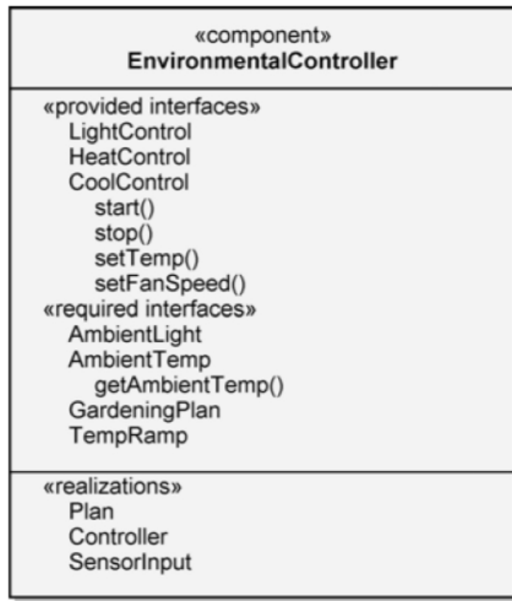 «component»
EnvironmentalController
«provided interfaces»
LightControl
HeatControl
CoolControl
start()
stop()
setTemp()
setFanSpeed()
«required interfaces»
AmbientLight
AmbientTemp
getAmbientTemp()
GardeningPlan
TempRamp
«realizations»
Plan
Controller
SensorInput